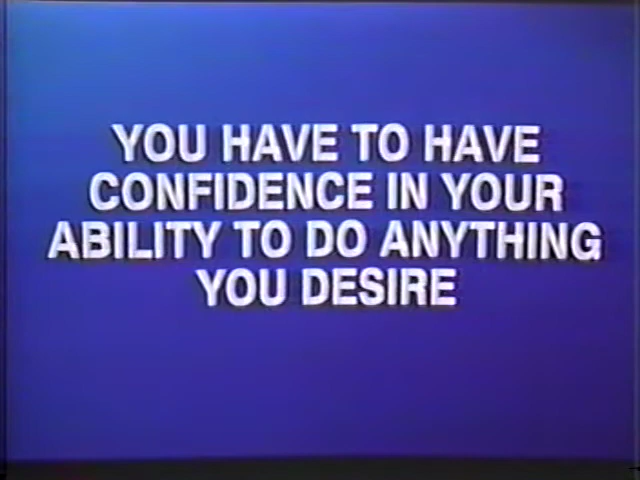 YOU HAVE TO HAVE
CONFIDENCE IN YOUR
ABILITY TO DO ANYTHING
YOU DESIRE